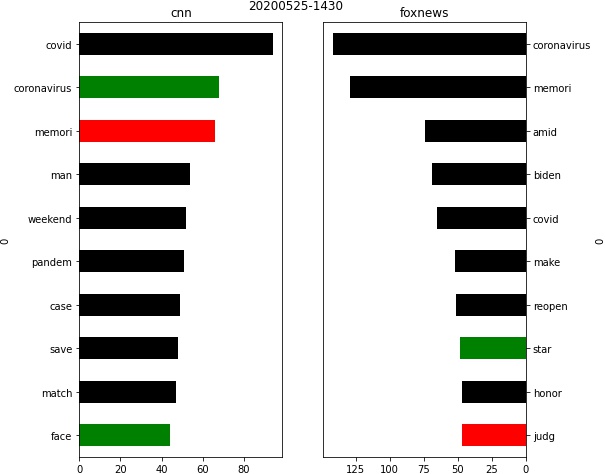 20200525-1430
cnn
covid
coronavirus
memori
man
weekend
pandem
case
save
match
face
0 20 40 60 80
0
foxnews
coronavirus
memori
amid
biden
covid
make
reopen
star
honor
judg
125 100 75 50 25 0
0